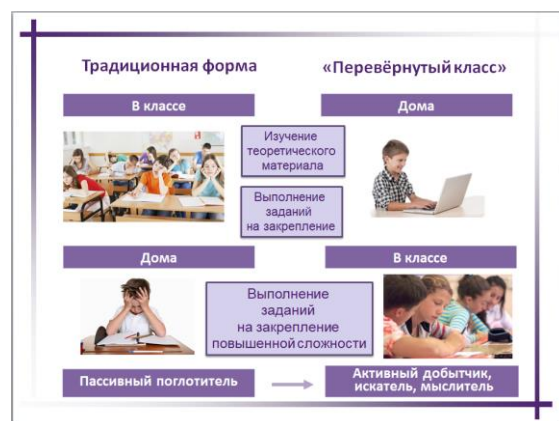 Традиционная форма
«Перевёрнутый класс»
В классе
Дома
Изучение
теоретического
материала
Выполнение
заданий
на закрепление
Дома
В классе
Выполнение
заданий
на закрепление
повышенной сложности
Пассивный поглотитель
Активный добытчик,
искатель, мыслитель